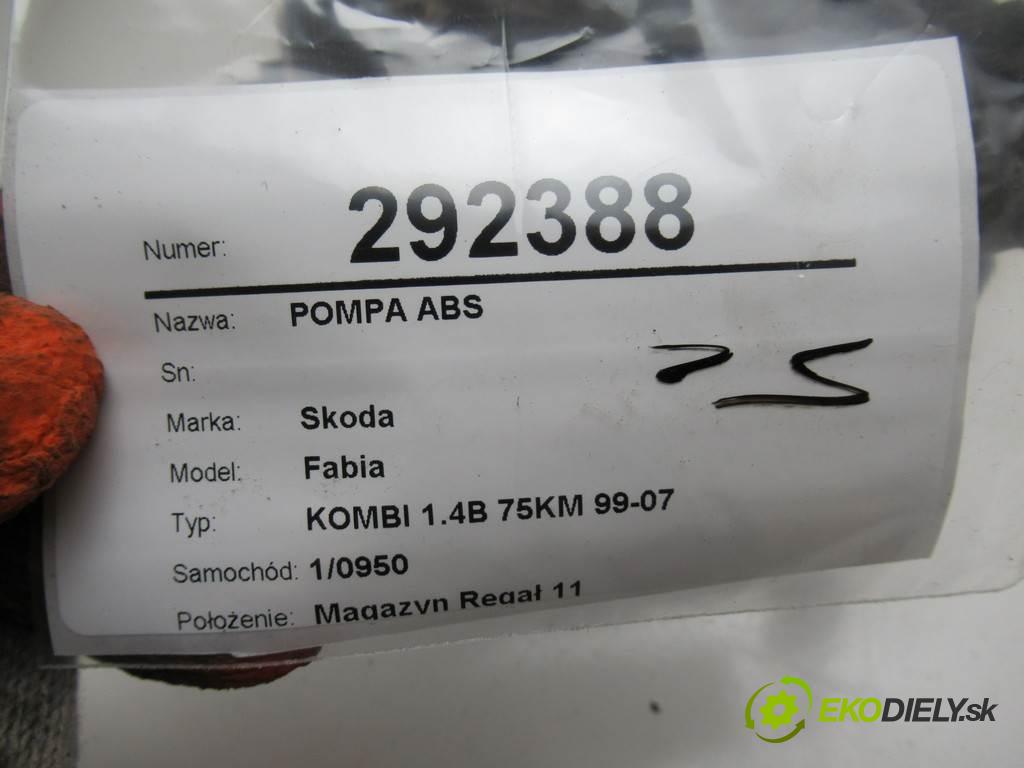 Numer: 292388
Nazwa: POMPA ABS
Sn:
Marka: Skoda
Model: Fabia
Typ: KOMBI 1.4B 75KM 99-07
Samochód: 1/0950
Położenie: Magazyn Regał 11
EKODIELY.sk